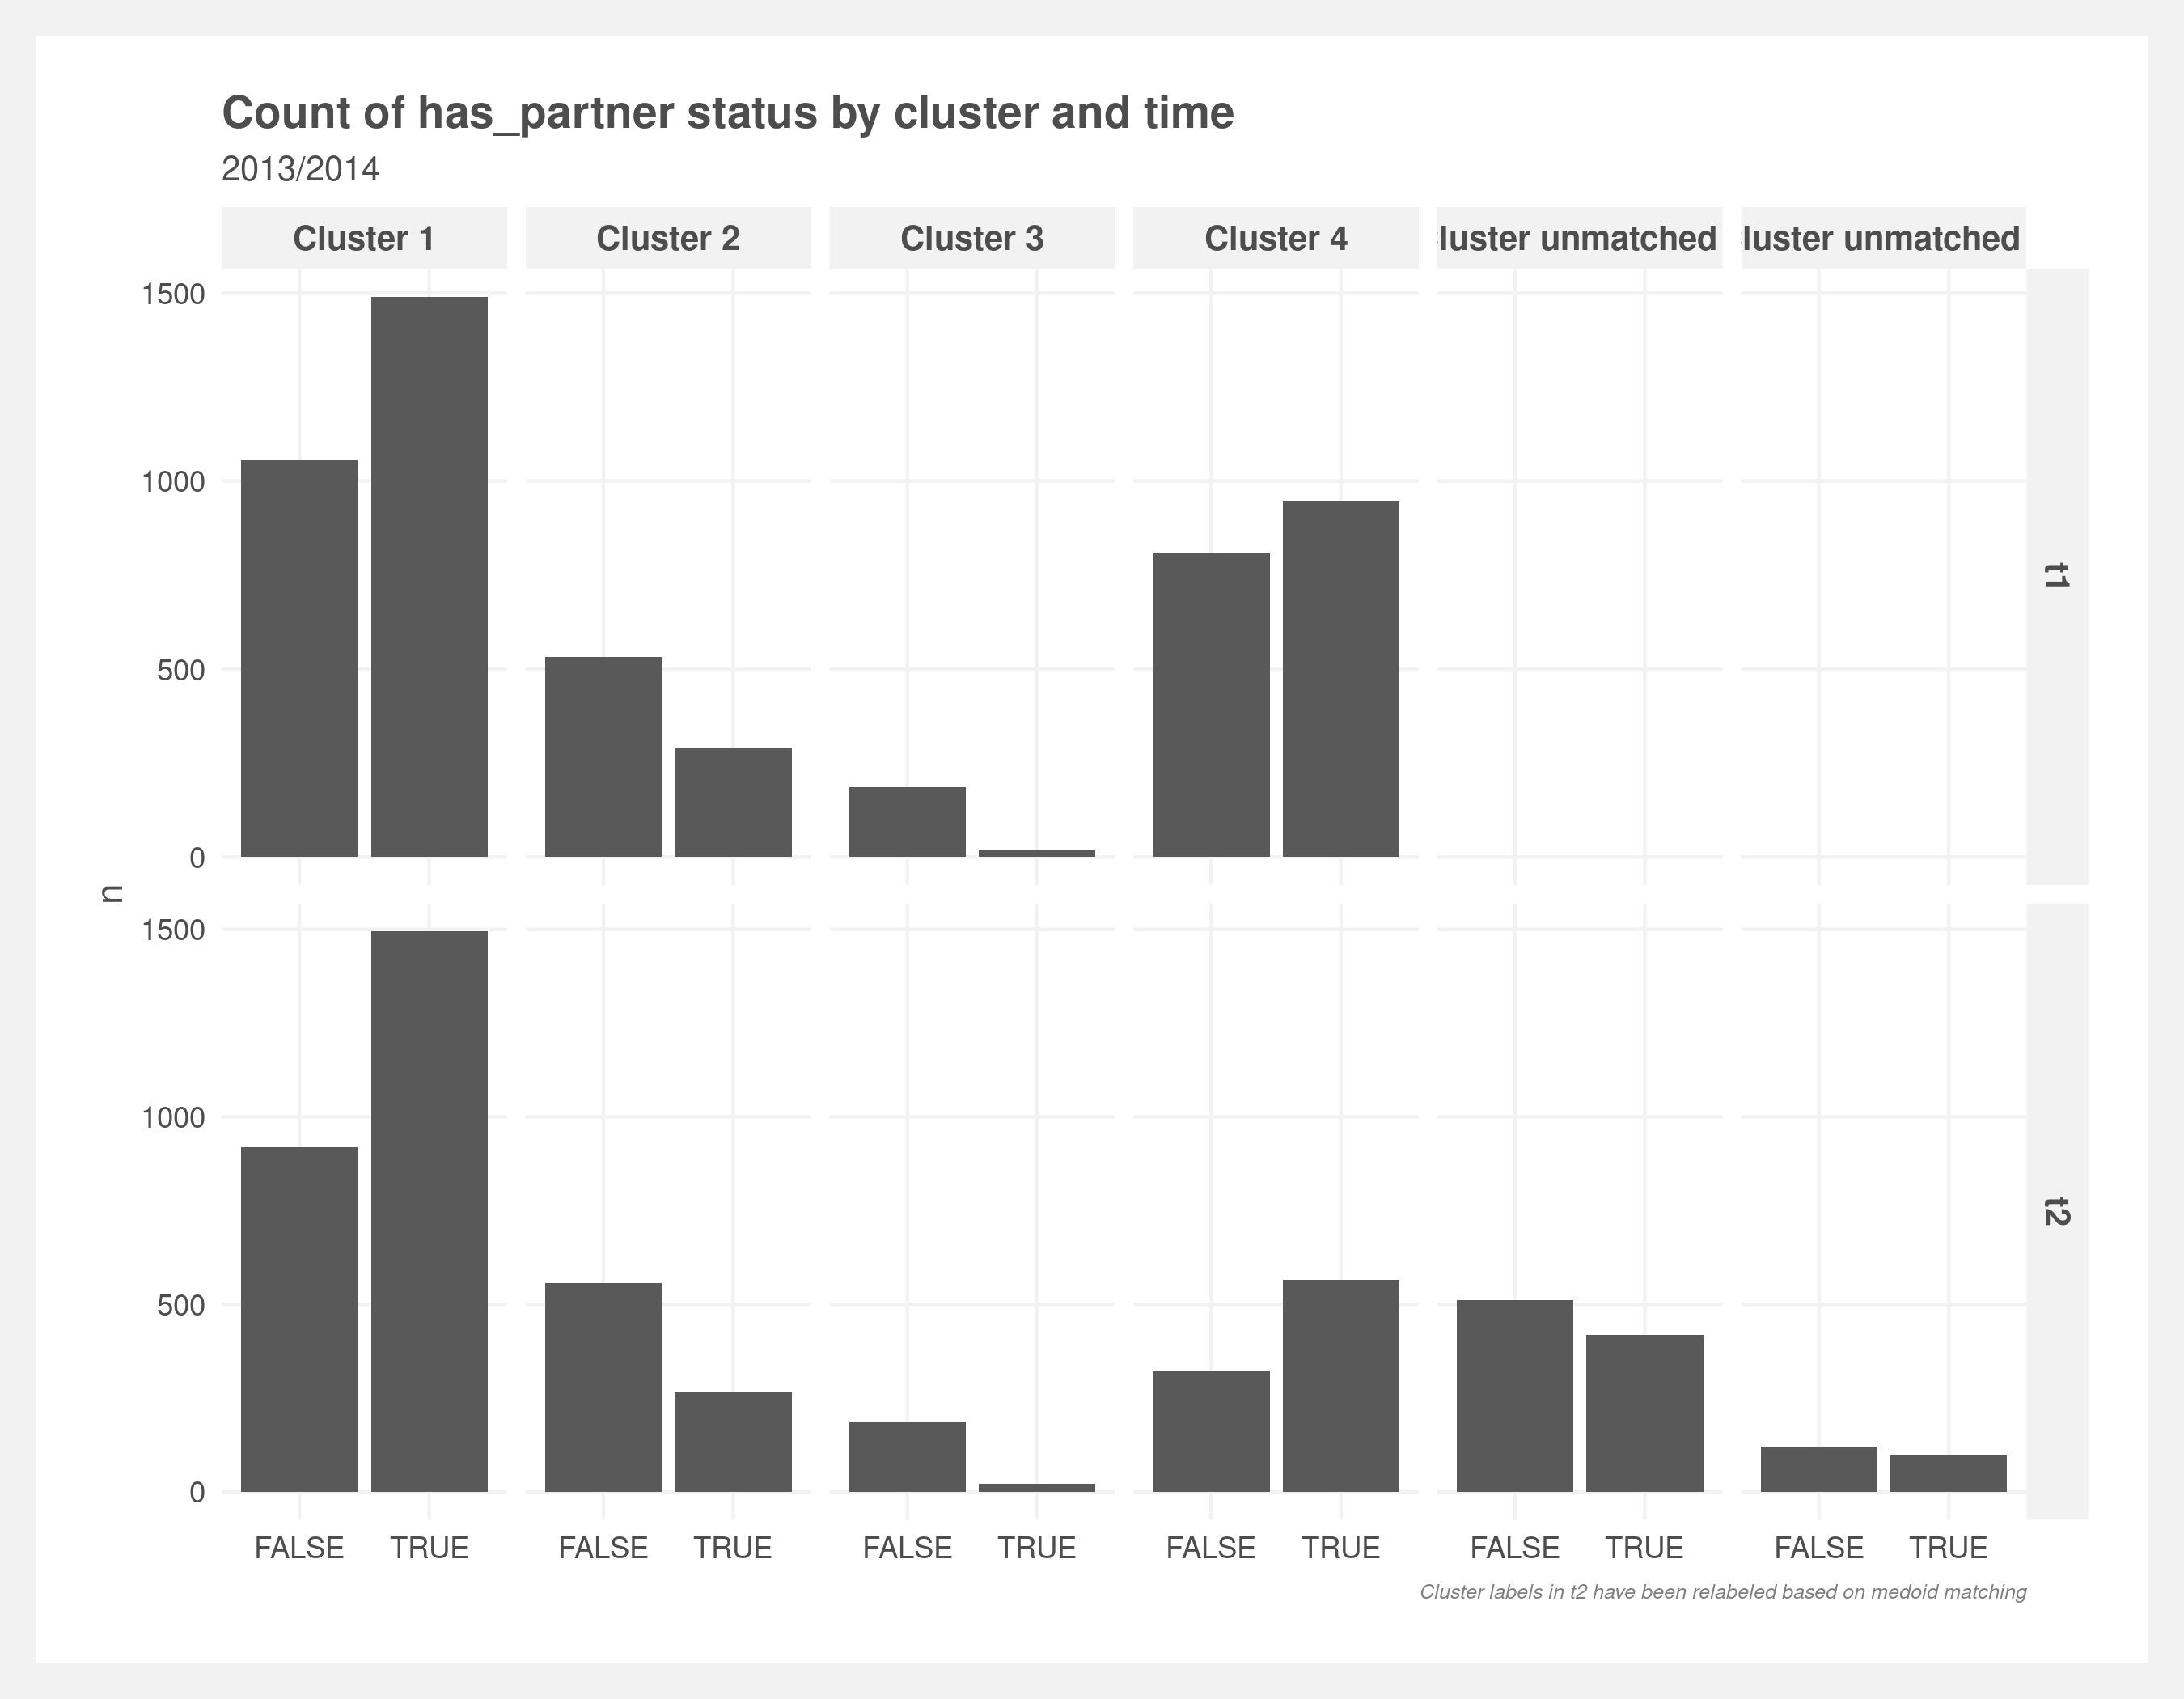 Count of has_partner status by cluster and time
2013/2014
Cluster 1
Cluster 2
Cluster 3
Cluster 4
luster unmatched
luster unmatched
1500
1000
500
0
t1
n
1500
1000
500
0
t2
FALSE TRUE FALSE TRUE FALSE TRUE FALSE TRUE FALSE TRUE FALSE TRUE
Cluster labels in t2 have been relabeled based on medoid matching